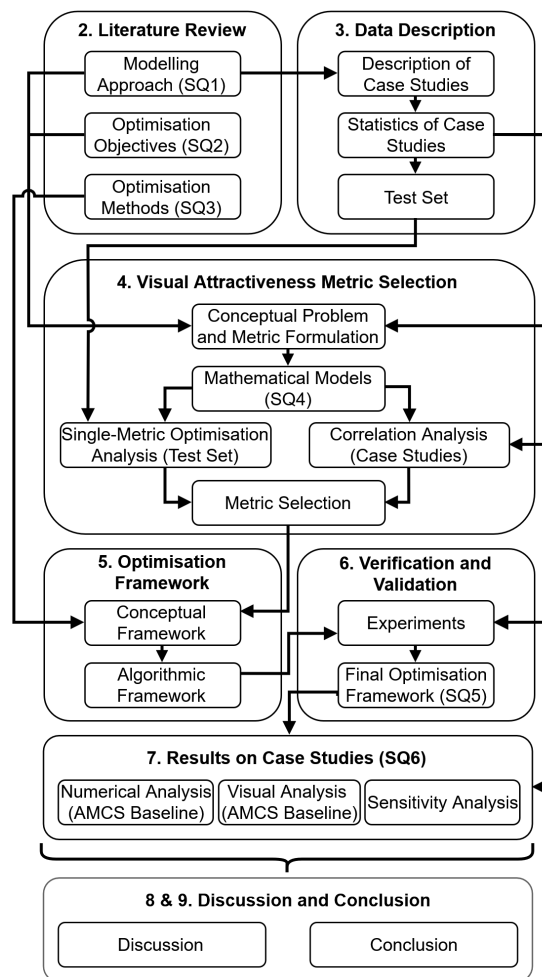 2. Literature Review
Modelling
Approach (SQ1)
Optimisation
Objectives (SQ2)
Optimisation
Methods (SQ3)
3. Data Description
Description of
Case Studies
Statistics of Case
Studies
Test Set
4. Visual Attractiveness Metric Selection
Conceptual Problem
and Metric Formulation
Mathematical Models
(SQ4)
Single-Metric Optimisation
Analysis (Test Set)
Correlation Analysis
(Case Studies)
Metric Selection
5. Optimisation
Framework
Conceptual
Framework
Algorithmic
Framework
6. Verification and
Validation
Experiments
Final Optimisation
Framework (SQ5)
7. Results on Case Studies (SQ6)
Numerical Analysis
(AMCS Baseline)
Visual Analysis
(AMCS Baseline)
Sensitivity Analysis
8 & 9. Discussion and Conclusion
Discussion
Conclusion